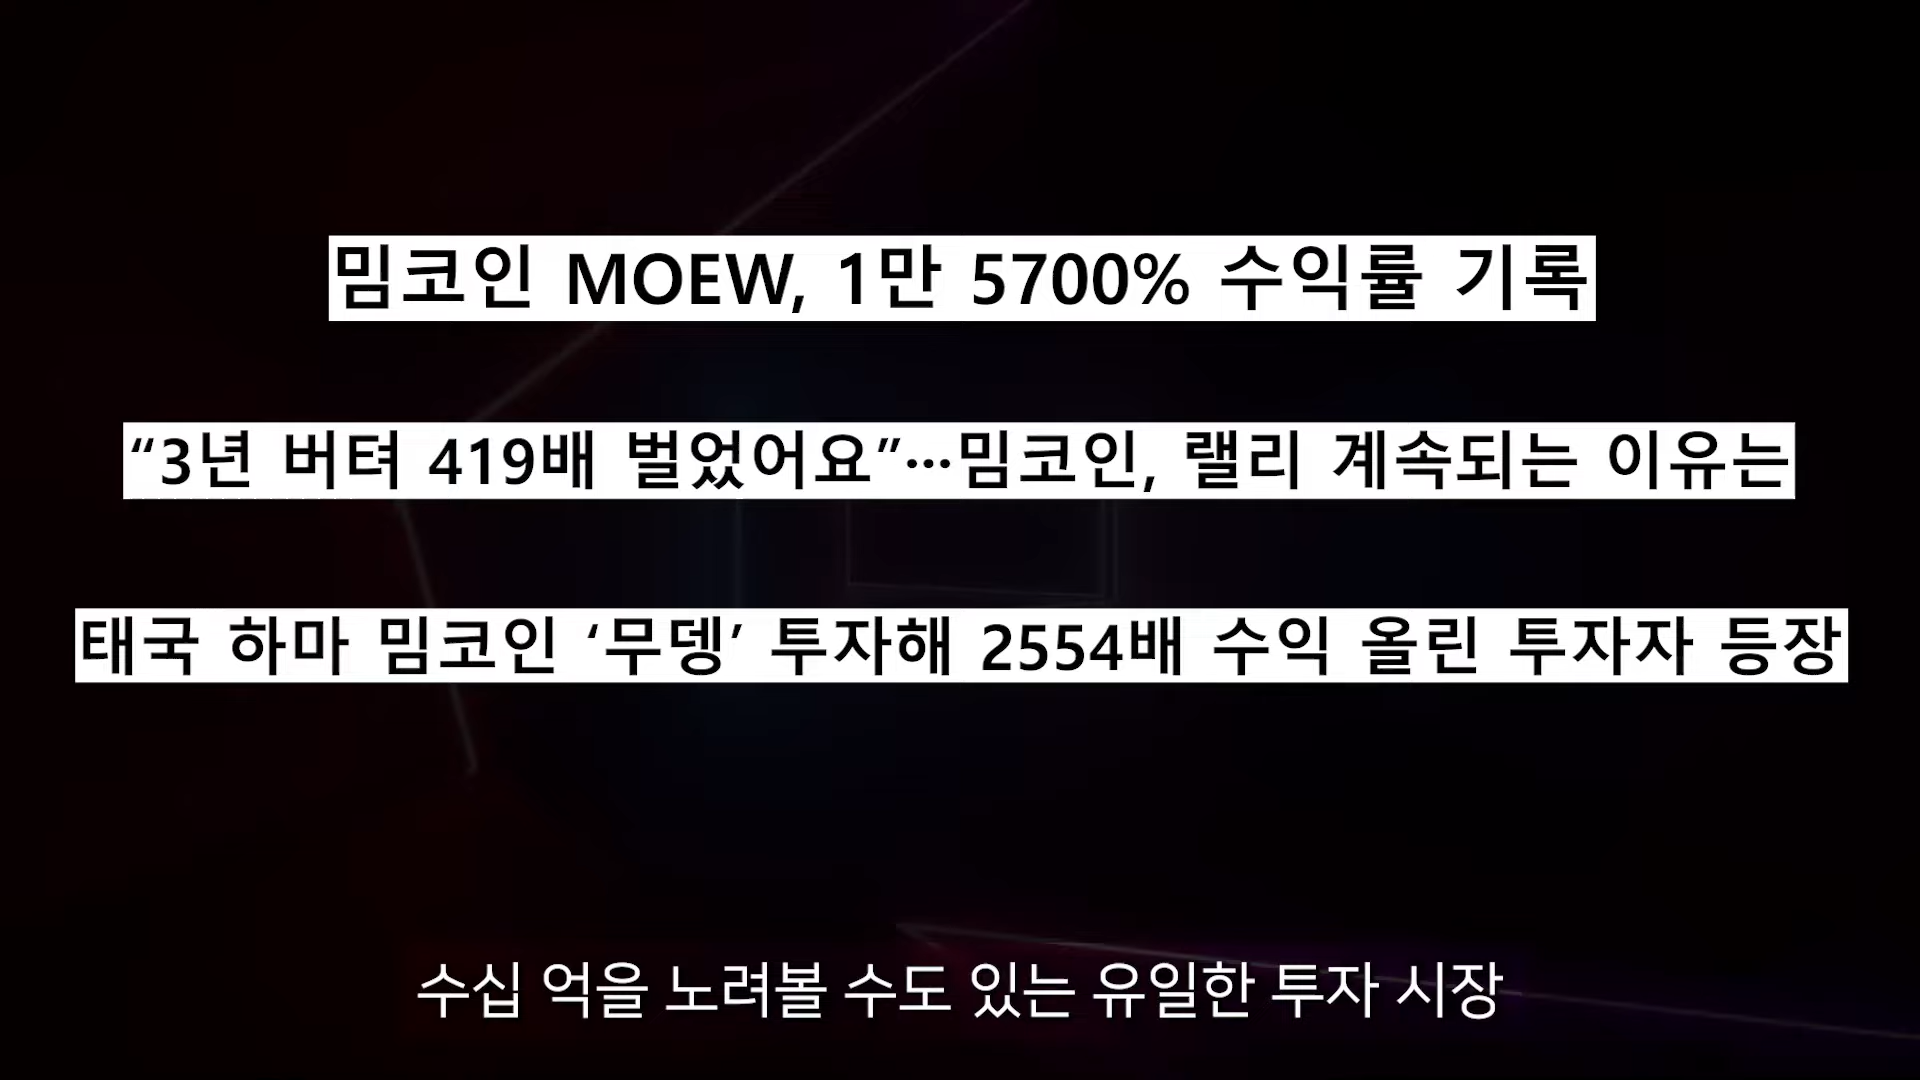 밈코인 MOEW, 1만 5700% 수익률 기록
“3년 버텨 419배 벌었어요”…밈코인, 랠리 계속되는 이유는
태국 하마 밈코인 ‘무뎅’ 투자해 2554배 수익 올린 투자자 등장
수십 억을 노려볼 수도 있는 유일한 투자 시장